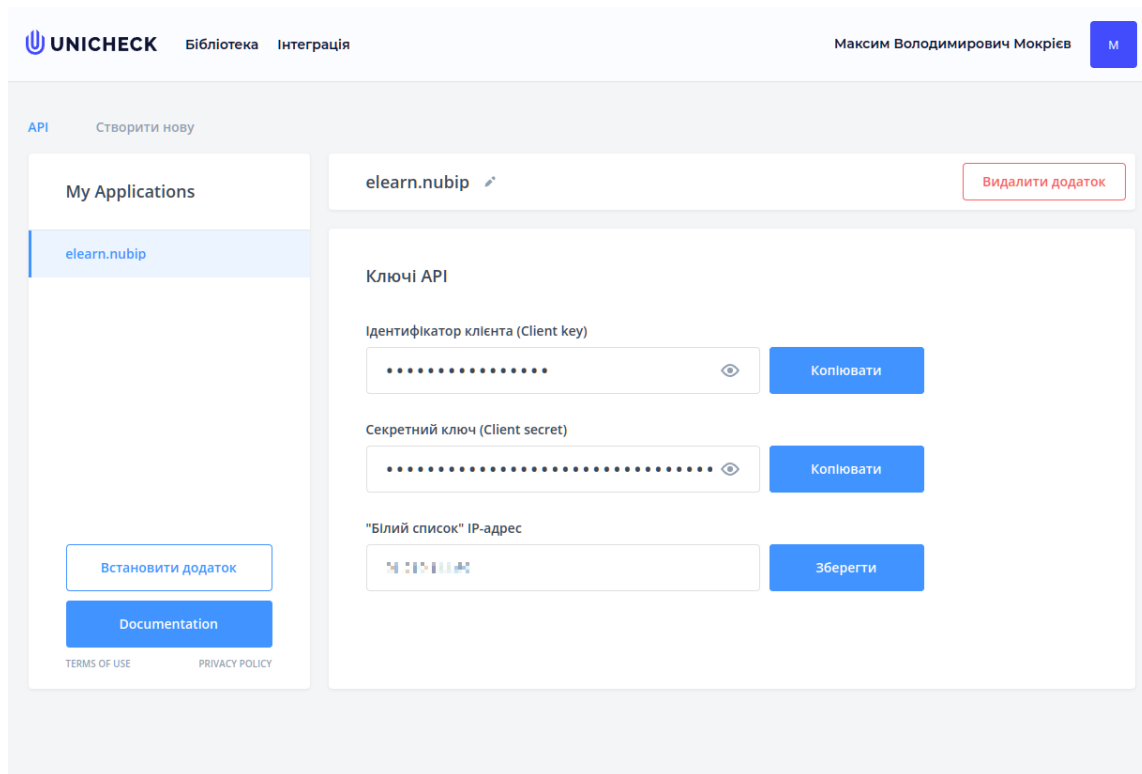 UNICHECK Бібліотека Інтеграція Максим Володимирович Мокрієв М
API Створити нову
My Applications
elearn.nubip
Встановити додаток
Documentation
TERMS OF USE PRIVACY POLICY
elearn.nubip Видалити додаток
Ключі API
Ідентифікатор клієнта (Client key)
Копіювати
Секретний ключ (Client secret)
Копіювати
"Білий список" IP-адрес
Зберегти